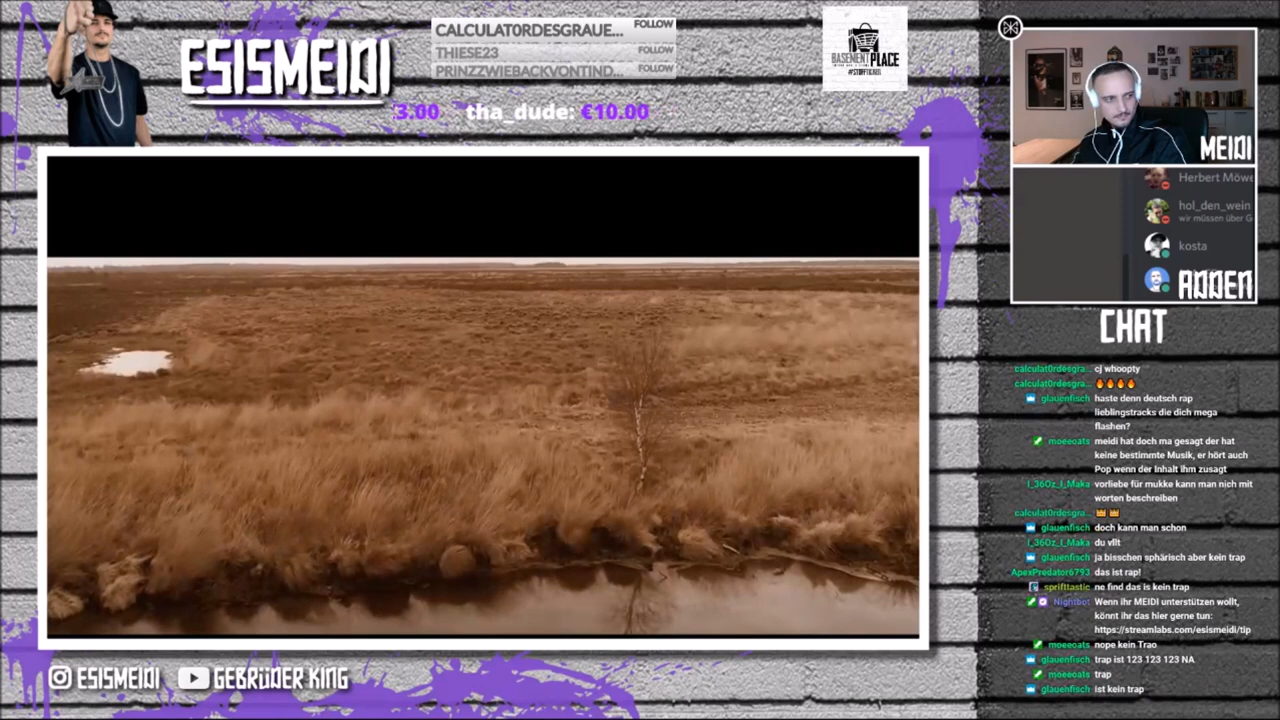 ESISMEIDI
CALCULAT0RDESGRAUE... FOLLOW
THIESE23 FOLLOW
PRINZZWIEBACKVONTIND... FOLLOW
3.00 tha_dude: €10.00
BASEMENT PLACE
MEIDI
Herbert Möwe
hol_den_wein
wir müssen über G
kosta
ADDEN
CHAT
calculat0rdesgra... cj whoopty
calculat0rdesgra... 🔥🔥🔥🔥
glauenfisch haste denn deutsch rap
lieblingstracks die dich mega
flashen?
moeeoats meidi hat doch ma gesagt der hat
keine bestimmte Musik, er hört auch
Pop wenn der Inhalt ihm zusagt
I_36Oz_I_Maka vorliebe für mukke kann man nich mit
worten beschreiben
calculat0rdesgra...
glauenfisch doch kann man schon
I_36Oz_I_Maka du vllt
glauenfisch ja bisschen sphärisch aber kein trap
ApexPredator6793 das ist rap!
sprifttastic ne find das is kein trap
Nightbot Wenn ihr MEIDI unterstützen wollt,
könnt ihr das hier gerne tun:
https://streamlabs.com/esismeidi/tip
moeeoats nope kein Trao
glauenfisch trap ist 123 123 123 NA
moeeoats trap
glauenfisch ist kein trap
ESISMEIDI GEBRÜDER KING